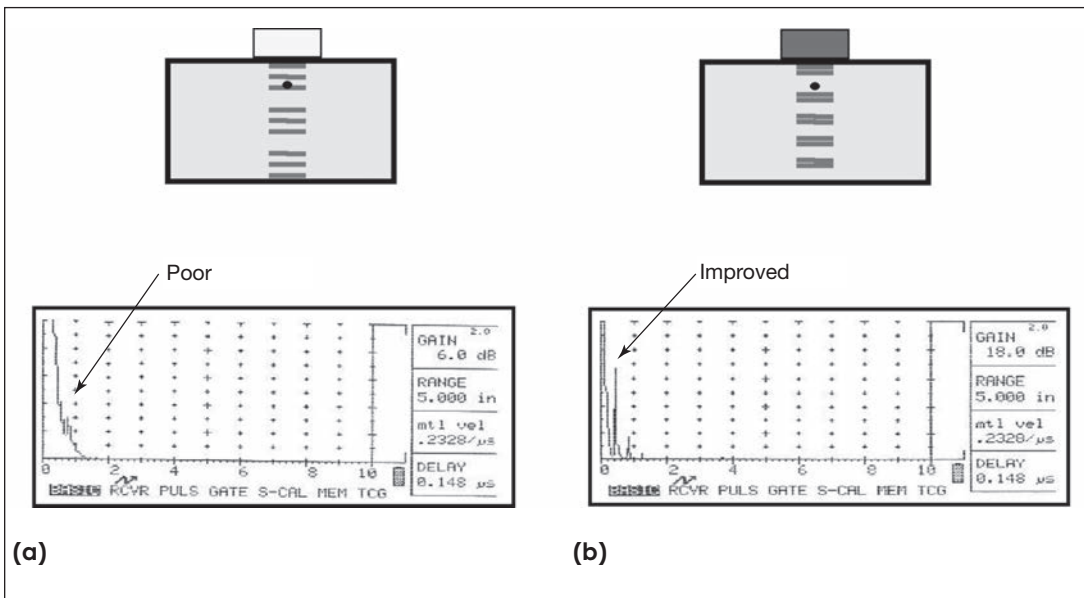 Poor
2.0
GAIN
6.0 dB
RANGE
5.000 in
mtl vel
.2328/µs
DELAY
0.148 µs
0 2 4 6 8 10
BASIC RCVR PULS GATE S-CAL MEM TCG
(a)
Improved
2.0
GAIN
18.0 dB
RANGE
5.000 in
mtl vel
.2328/µs
DELAY
0.148 µs
0 2 4 6 8 10
BASIC RCVR PULS GATE S-CAL MEM TCG
(b)